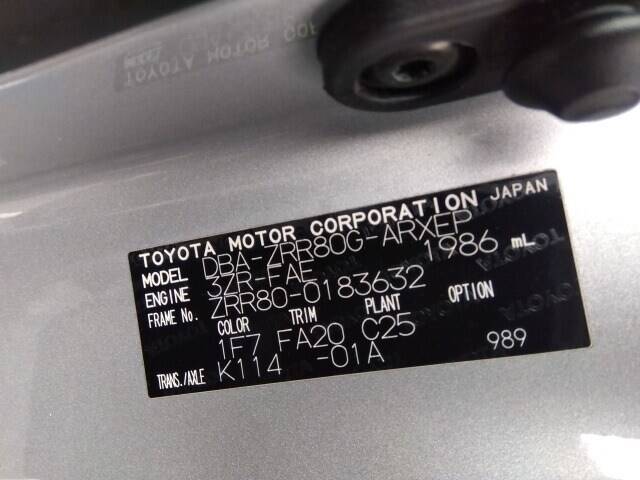 TOYOTA MOTOR CORPORATION JAPAN
MODEL DBA-ZRR80G-ARXEP
ENGINE 3ZR-FAE 1986 mL
FRAME No. ZRR80-0183632
COLOR TRIM PLANT OPTION
1F7 FA20 C25
TRANS./AXLE K114 -01A 989